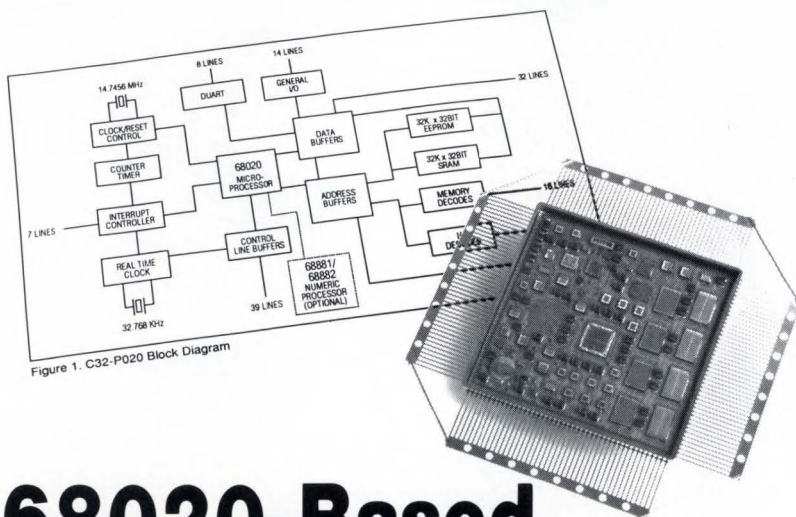 8 LINES
14 LINES
14.7456 MHz
32 LINES
DUART
GENERAL
I/O
CLOCK/RESET
CONTROL
DATA
BUFFERS
32K x 32BIT
EEPROM
COUNTER
TIMER
68020
MICRO-
PROCESSOR
32K x 32BIT
SRAM
ADDRESS
BUFFERS
MEMORY
DECODES
LINES
7 LINES
INTERRUPT
CONTROLLER
CONTROL
LINE BUFFERS
REAL TIME
CLOCK
68881/
68882
NUMERIC
PROCESSOR
(OPTIONAL)
39 LINES
32.768 KHz
Figure 1. C32-P020 Block Diagram
68020-Based